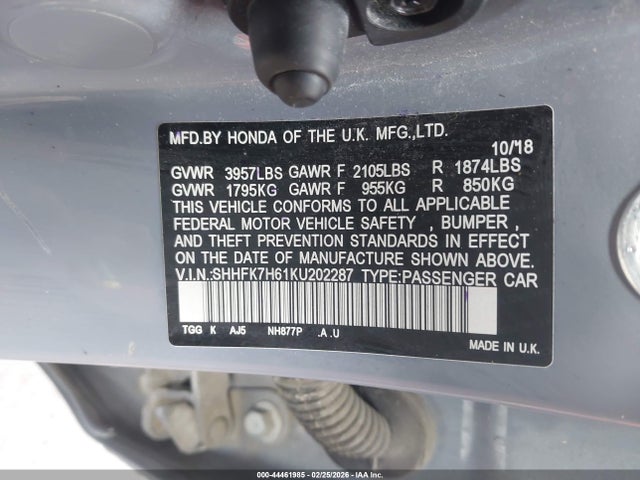 MFD.BY HONDA OF THE U.K. MFG.,LTD.
10/18
GVWR 3957LBS GAWR F 2105LBS R 1874LBS
GVWR 1795KG GAWR F 955KG R 850KG
THIS VEHICLE CONFORMS TO ALL APPLICABLE
FEDERAL MOTOR VEHICLE SAFETY , BUMPER ,
AND THEFT PREVENTION STANDARDS IN EFFECT
ON THE DATE OF MANUFACTURE SHOWN ABOVE.
V.I.N.:SHHFK7H61KU202287 TYPE:PASSENGER CAR
TGG K AJ5 NH877P .A .U
MADE IN U.K.
000-44461985 - 02/25/2026 - IAA Holdings, LLC.